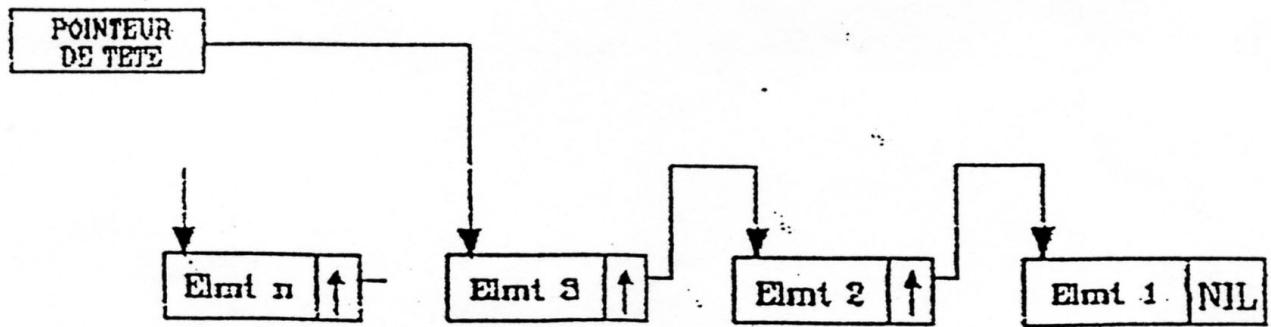 POINTEUR
DE TETE
Elmt n ↑
Elmt 3 ↑
Elmt 2 ↑
Elmt 1 NIL